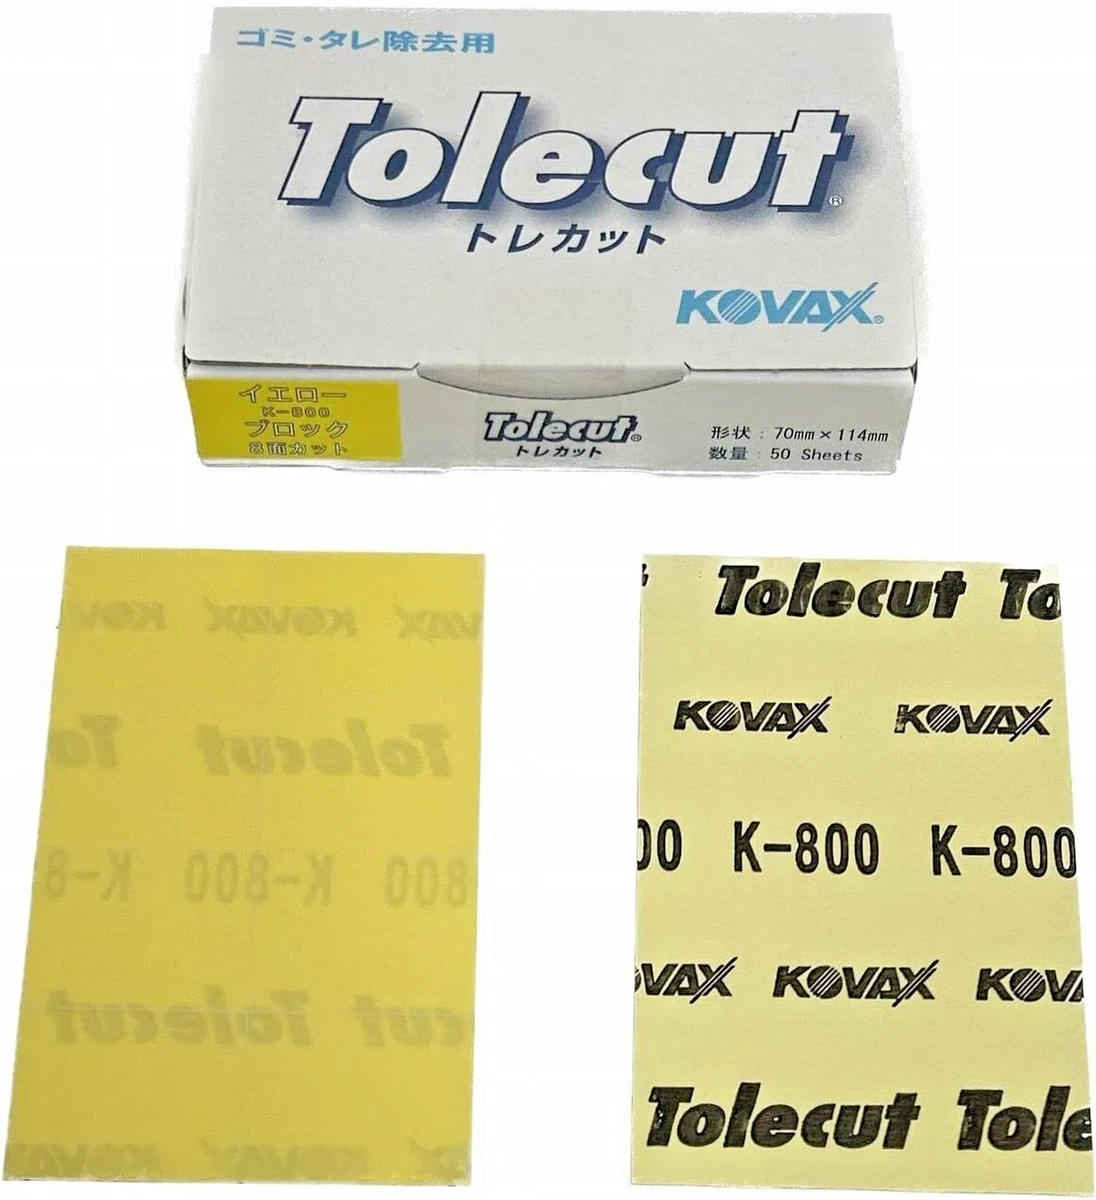 ゴミ・タレ除去用
Tolecut®
トレカット
KOVAX®
イエロー
K-800
ブロック
8面カット
Tolecut®
トレカット
形状：70mm×114mm
数量：50 Sheets
KOVAX KOVAX KOVAX
Tolecut To
K-800 K-8
Tolecut
KOVAX
Tolecut To
KOVAX KOVAX
00 K-800 K-800
OVAX KOVAX KOVA
Tolecut Tole